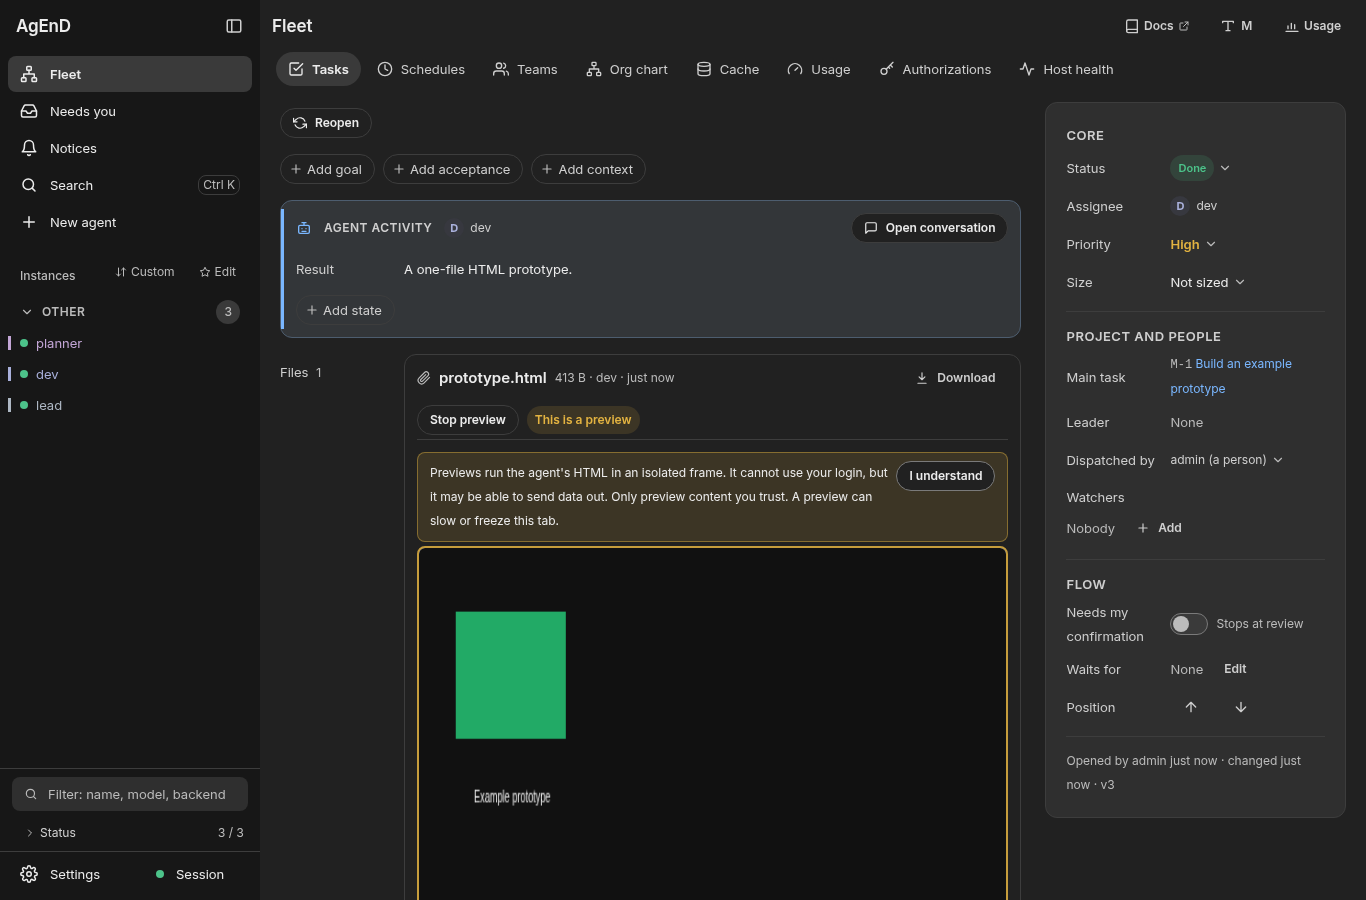 AgEnD
Fleet
Needs you
Notices
Search
Ctrl K
New agent
Instances
Custom
Edit
OTHER
3
planner
dev
lead
Filter: name, model, backend
Status
3 / 3
Settings
Session
Fleet
Docs
M
Usage
Tasks
Schedules
Teams
Org chart
Cache
Usage
Authorizations
Host health
Reopen
Add goal
Add acceptance
Add context
AGENT ACTIVITY
D
dev
Open conversation
Result
A one-file HTML prototype.
Add state
Files 1
prototype.html
413 B · dev · just now
Download
Stop preview
This is a preview
Previews run the agent's HTML in an isolated frame. It cannot use your login, but
it may be able to send data out. Only preview content you trust. A preview can
slow or freeze this tab.
I understand
Example prototype
CORE
Status
Done
Assignee
D
dev
Priority
High
Size
Not sized
PROJECT AND PEOPLE
Main task
M-1 Build an example
prototype
Leader
None
Dispatched by
admin (a person)
Watchers
Nobody
Add
FLOW
Needs my
confirmation
Stops at review
Waits for
None
Edit
Position
Opened by admin just now · changed just
now · v3